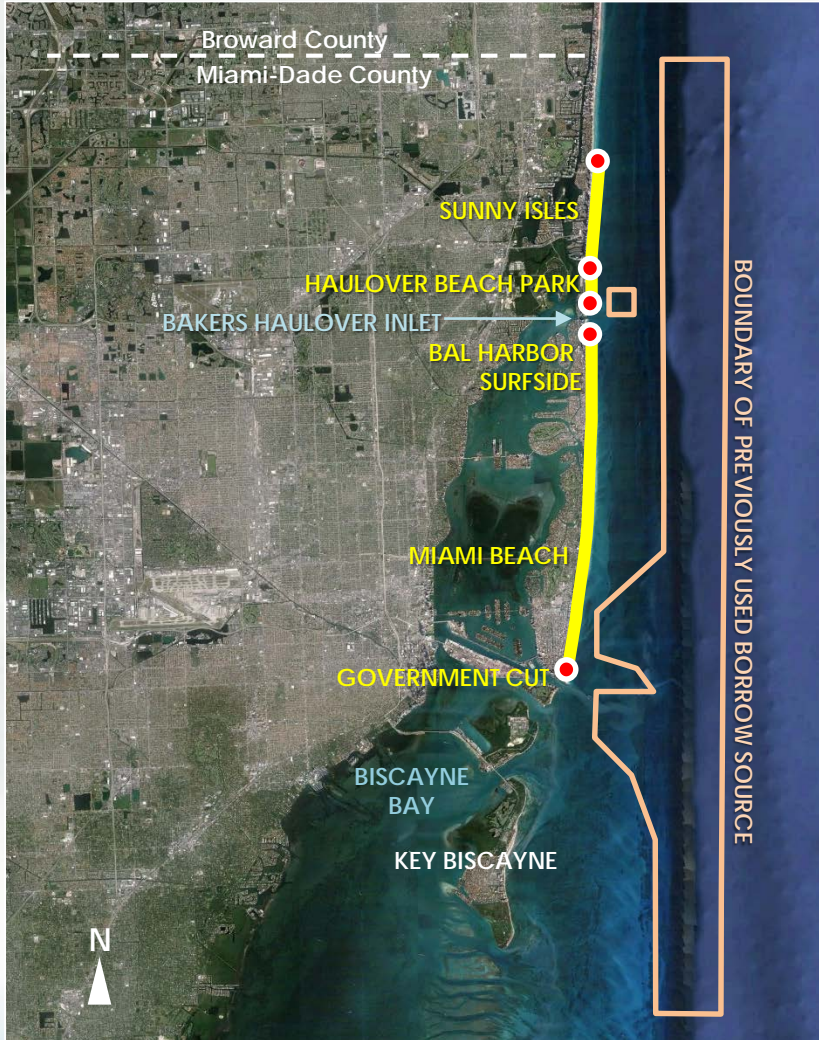 Broward County
Miami-Dade County
SUNNY ISLES
HAULOVER BEACH PARK
BAKERS HAULOVER INLET
BAL HARBOR
SURFSIDE
BOUNDARY OF PREVIOUSLY USED BORROW SOURCE
MIAMI BEACH
GOVERNMENT CUT
BISCAYNE
BAY
KEY BISCAYNE
N